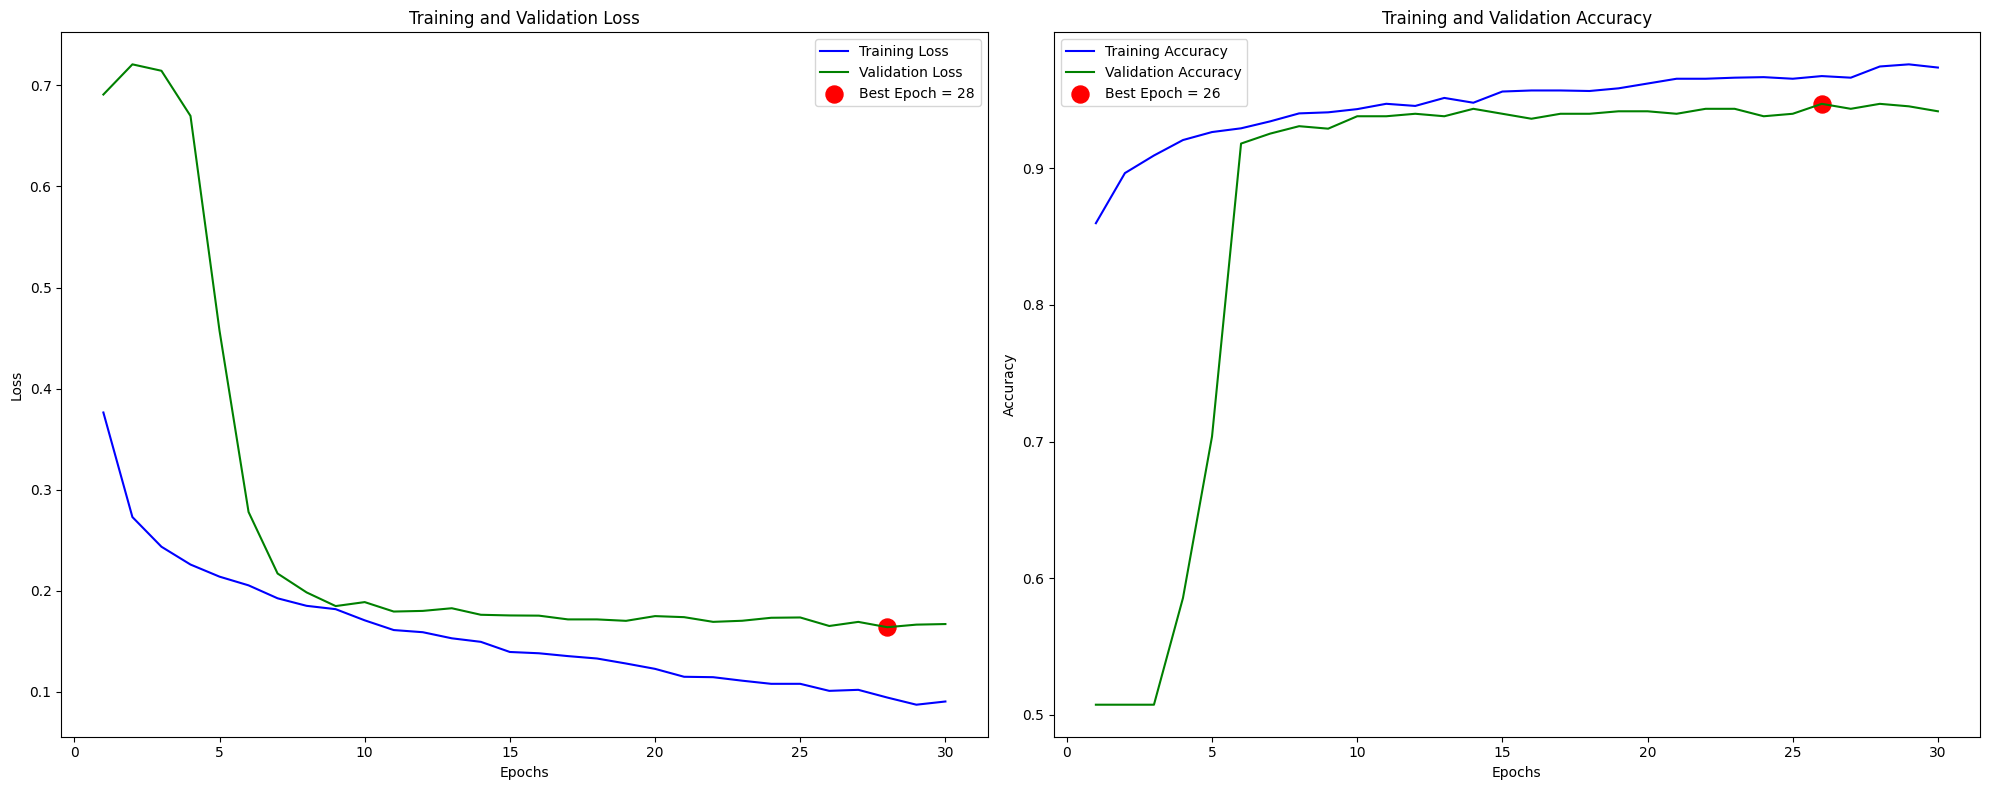 Training and Validation Loss
0.7
0.6
0.5
0.4
0.3
0.2
0.1
Loss
0
5
10
15
20
25
30
Epochs
Training Loss
Validation Loss
Best Epoch = 28
Training and Validation Accuracy
Training Accuracy
Validation Accuracy
Best Epoch = 26
0.9
0.8
0.7
0.6
0.5
Accuracy
0
5
10
15
20
25
30
Epochs